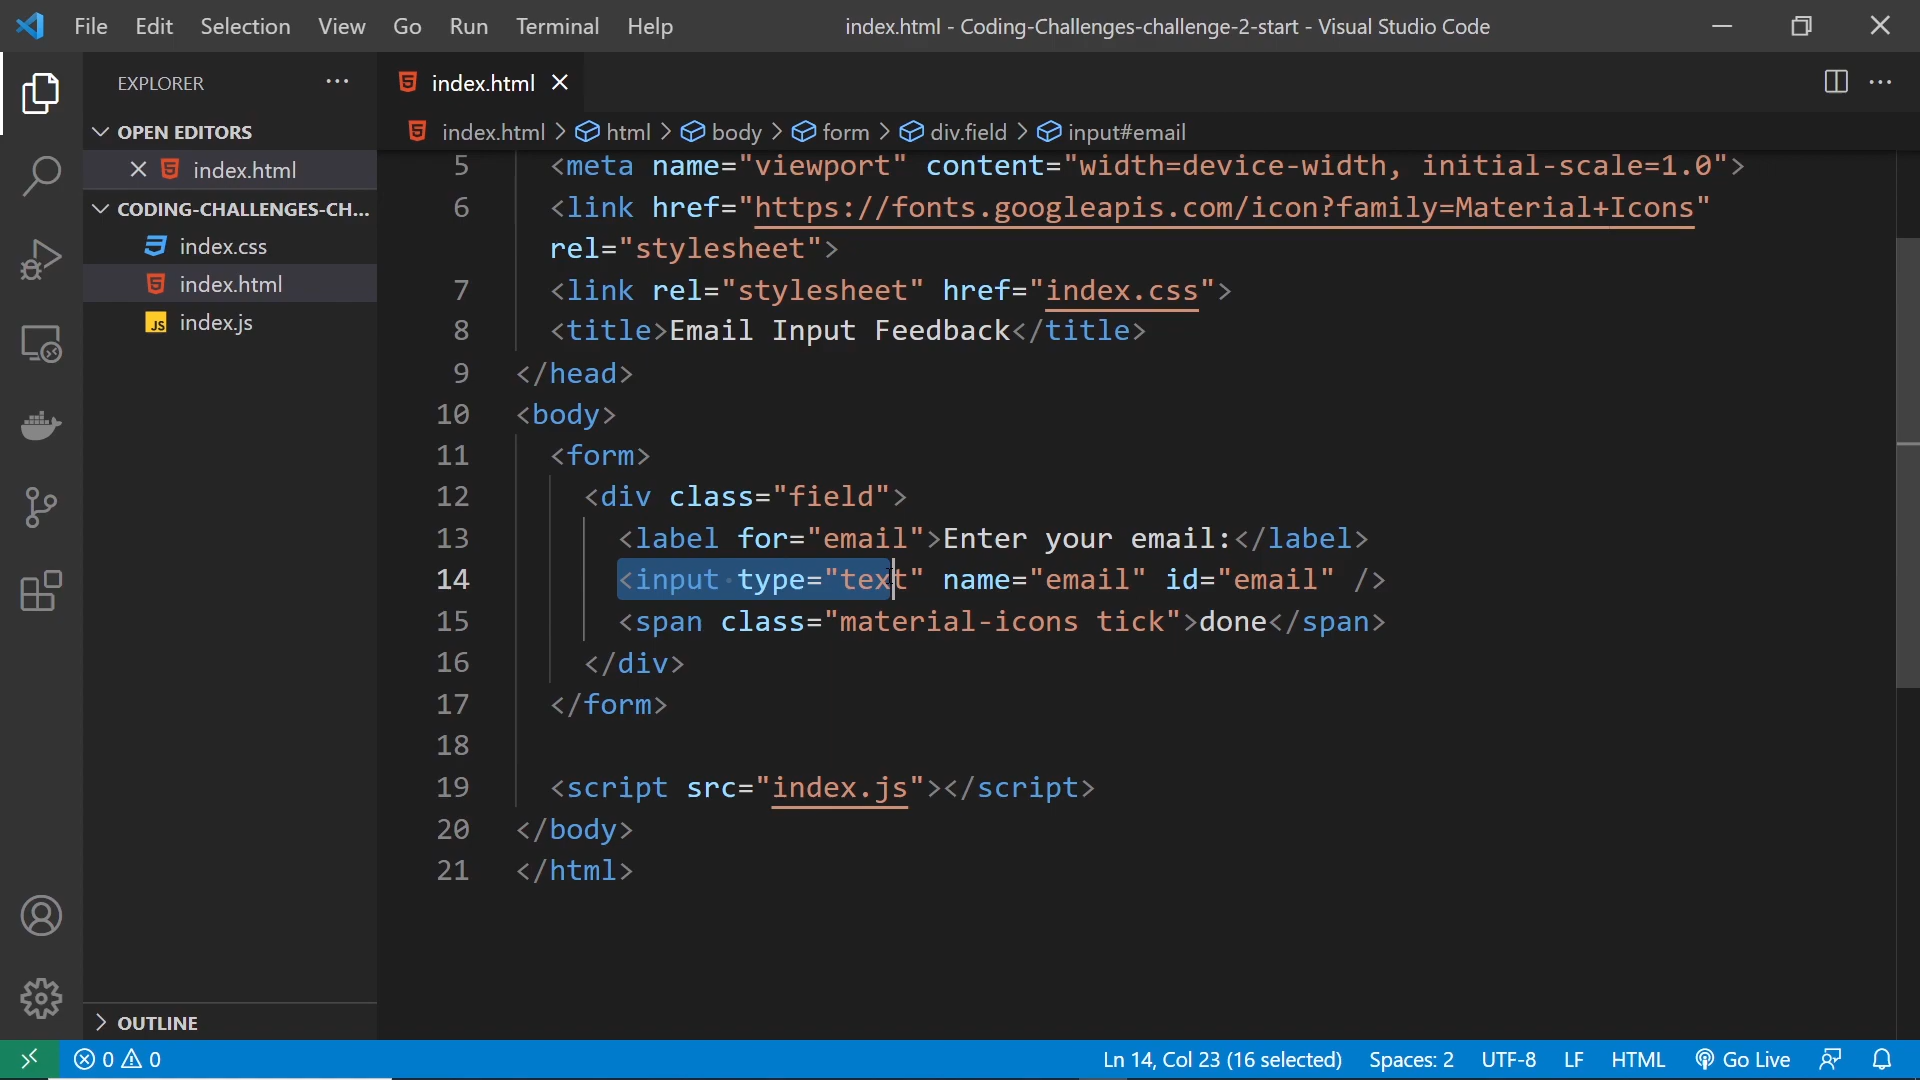 File Edit Selection View Go Run Terminal Help
index.html - Coding-Challenges-challenge-2-start - Visual Studio Code
EXPLORER
OPEN EDITORS
index.html
CODING-CHALLENGES-CH...
index.css
index.html
JS index.js
OUTLINE
index.html
index.html > html > body > form > div.field > input#email
5 <meta name="viewport" content="width=device-width, initial-scale=1.0">
6 <link href="https://fonts.googleapis.com/icon?family=Material+Icons"
rel="stylesheet">
7 <link rel="stylesheet" href="index.css">
8 <title>Email Input Feedback</title>
9 </head>
10 <body>
11 <form>
12 <div class="field">
13 <label for="email">Enter your email:</label>
14 <input type="text" name="email" id="email" />
15 <span class="material-icons tick">done</span>
16 </div>
17 </form>
18
19 <script src="index.js"></script>
20 </body>
21 </html>
0 0 Ln 14, Col 23 (16 selected) Spaces: 2 UTF-8 LF HTML Go Live